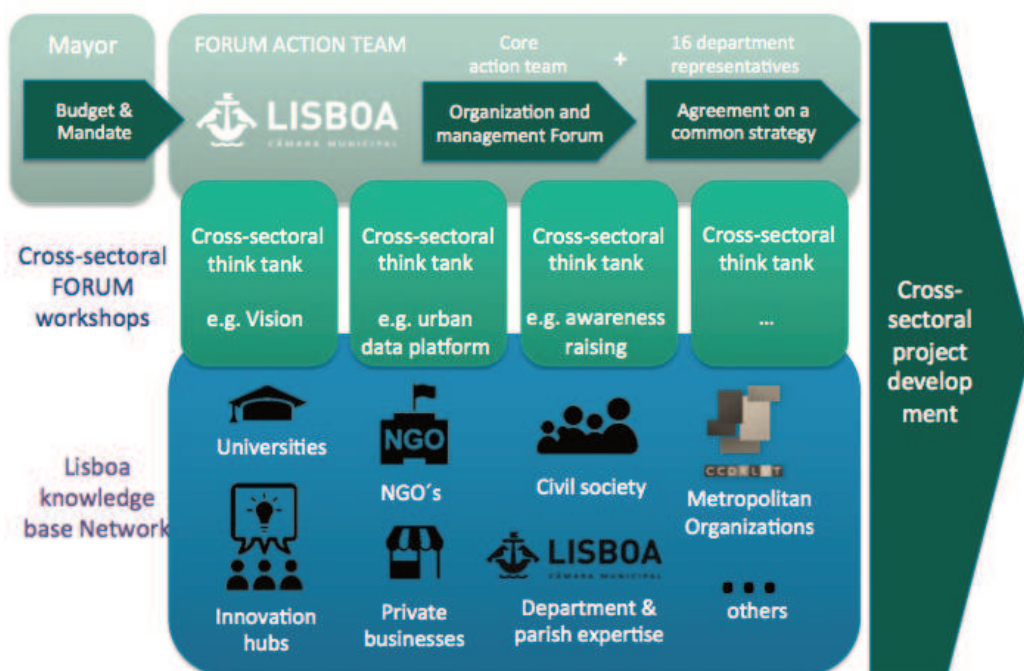 Mayor
Budget &
Mandate
FORUM ACTION TEAM
LISBOA
CÂMARA MUNICIPAL
Core
action team
+
16 department
representatives
Organization and
management Forum
Agreement on a
common strategy
Cross-sectoral
FORUM
workshops
Cross-sectoral
think tank
e.g. Vision
Cross-sectoral
think tank
e.g. urban
data platform
Cross-sectoral
think tank
e.g. awareness
raising
Cross-sectoral
think tank
...
Lisboa
knowledge
base Network
Universities
NGO
NGO´s
Civil society
CCDRLVT
Metropolitan
Organizations
Innovation
hubs
Private
businesses
LISBOA
CÂMARA MUNICIPAL
Department &
parish expertise
...
others
Cross-
sectoral
project
develop
ment